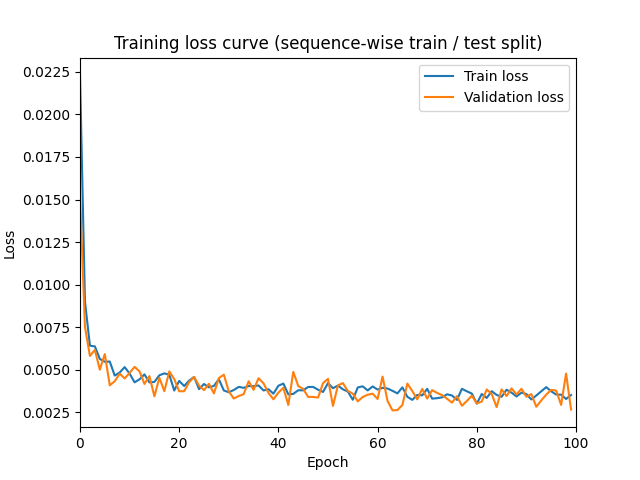 Training loss curve (sequence-wise train / test split)
Train loss
Validation loss
0.0225
0.0200
0.0175
0.0150
0.0125
0.0100
0.0075
0.0050
0.0025
Loss
0 20 40 60 80 100
Epoch